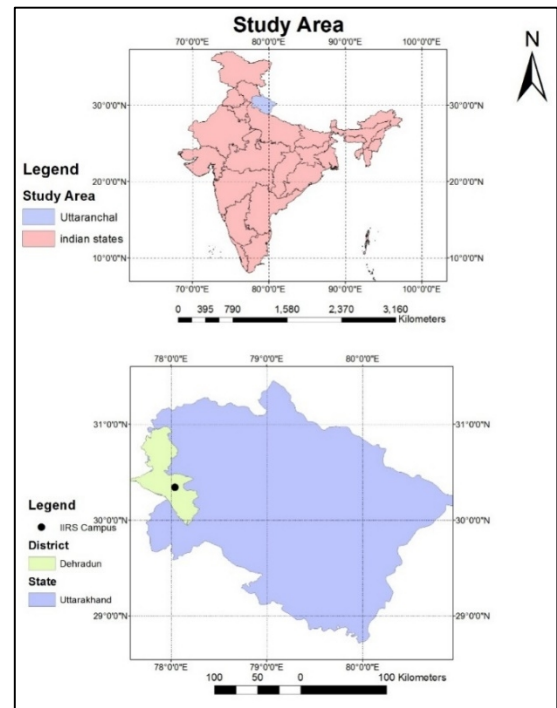 Study Area
N
70°0'0"E 80°0'0"E 90°0'0"E 100°0'0"E
30°0'0"N 30°0'0"N
Legend
Study Area
Uttaranchal
indian states
20°0'0"N 20°0'0"N
10°0'0"N 10°0'0"N
70°0'0"E 80°0'0"E 90°0'0"E 100°0'0"E
0 395 790 1,580 2,370 3,160
Kilometers
78°0'0"E 79°0'0"E 80°0'0"E
31°0'0"N 31°0'0"N
Legend
IIRS Campus
District
Dehradun
State
Uttarakhand
30°0'0"N 30°0'0"N
29°0'0"N 29°0'0"N
78°0'0"E 79°0'0"E 80°0'0"E
100 50 0 100 Kilometers